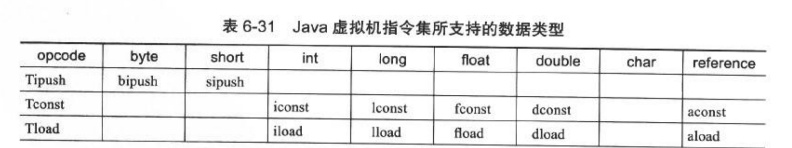 表 6-31 Java 虚拟机指令集所支持的数据类型
opcode byte short int long float double char reference
Tipush bipush sipush
Tconst iconst lconst fconst dconst aconst
Tload iload lload fload dload aload